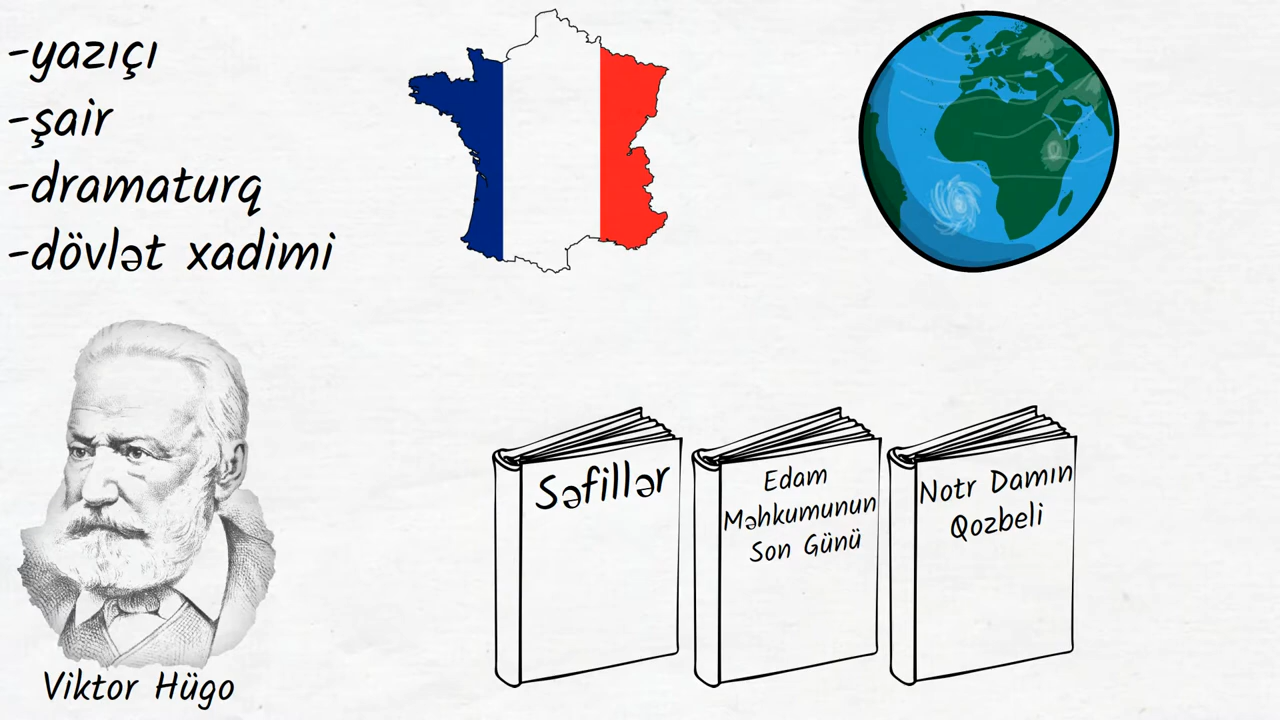 -yazıçı
-şair
-dramaturq
-dövlət xadimi
Viktor Hügo
Səfillər
Edam
Məhkumunun
Son Günü
Notr Damın
Qozbeli